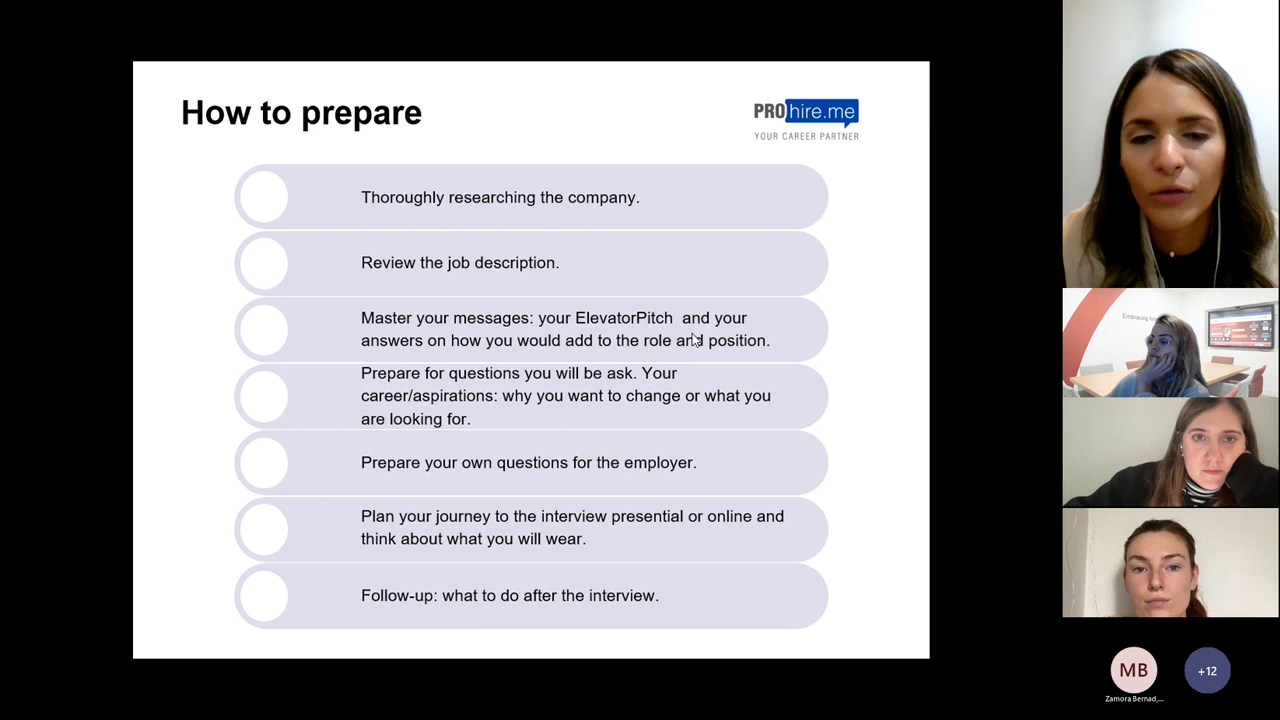 How to prepare
PROhire.me
YOUR CAREER PARTNER
Thoroughly researching the company.
Review the job description.
Master your messages: your ElevatorPitch  and your
answers on how you would add to the role and position.
Prepare for questions you will be ask. Your
career/aspirations: why you want to change or what you
are looking for.
Prepare your own questions for the employer.
Plan your journey to the interview presential or online and
think about what you will wear.
Follow-up: what to do after the interview.
Embracing
MB
+12
Zamora Bernad,...